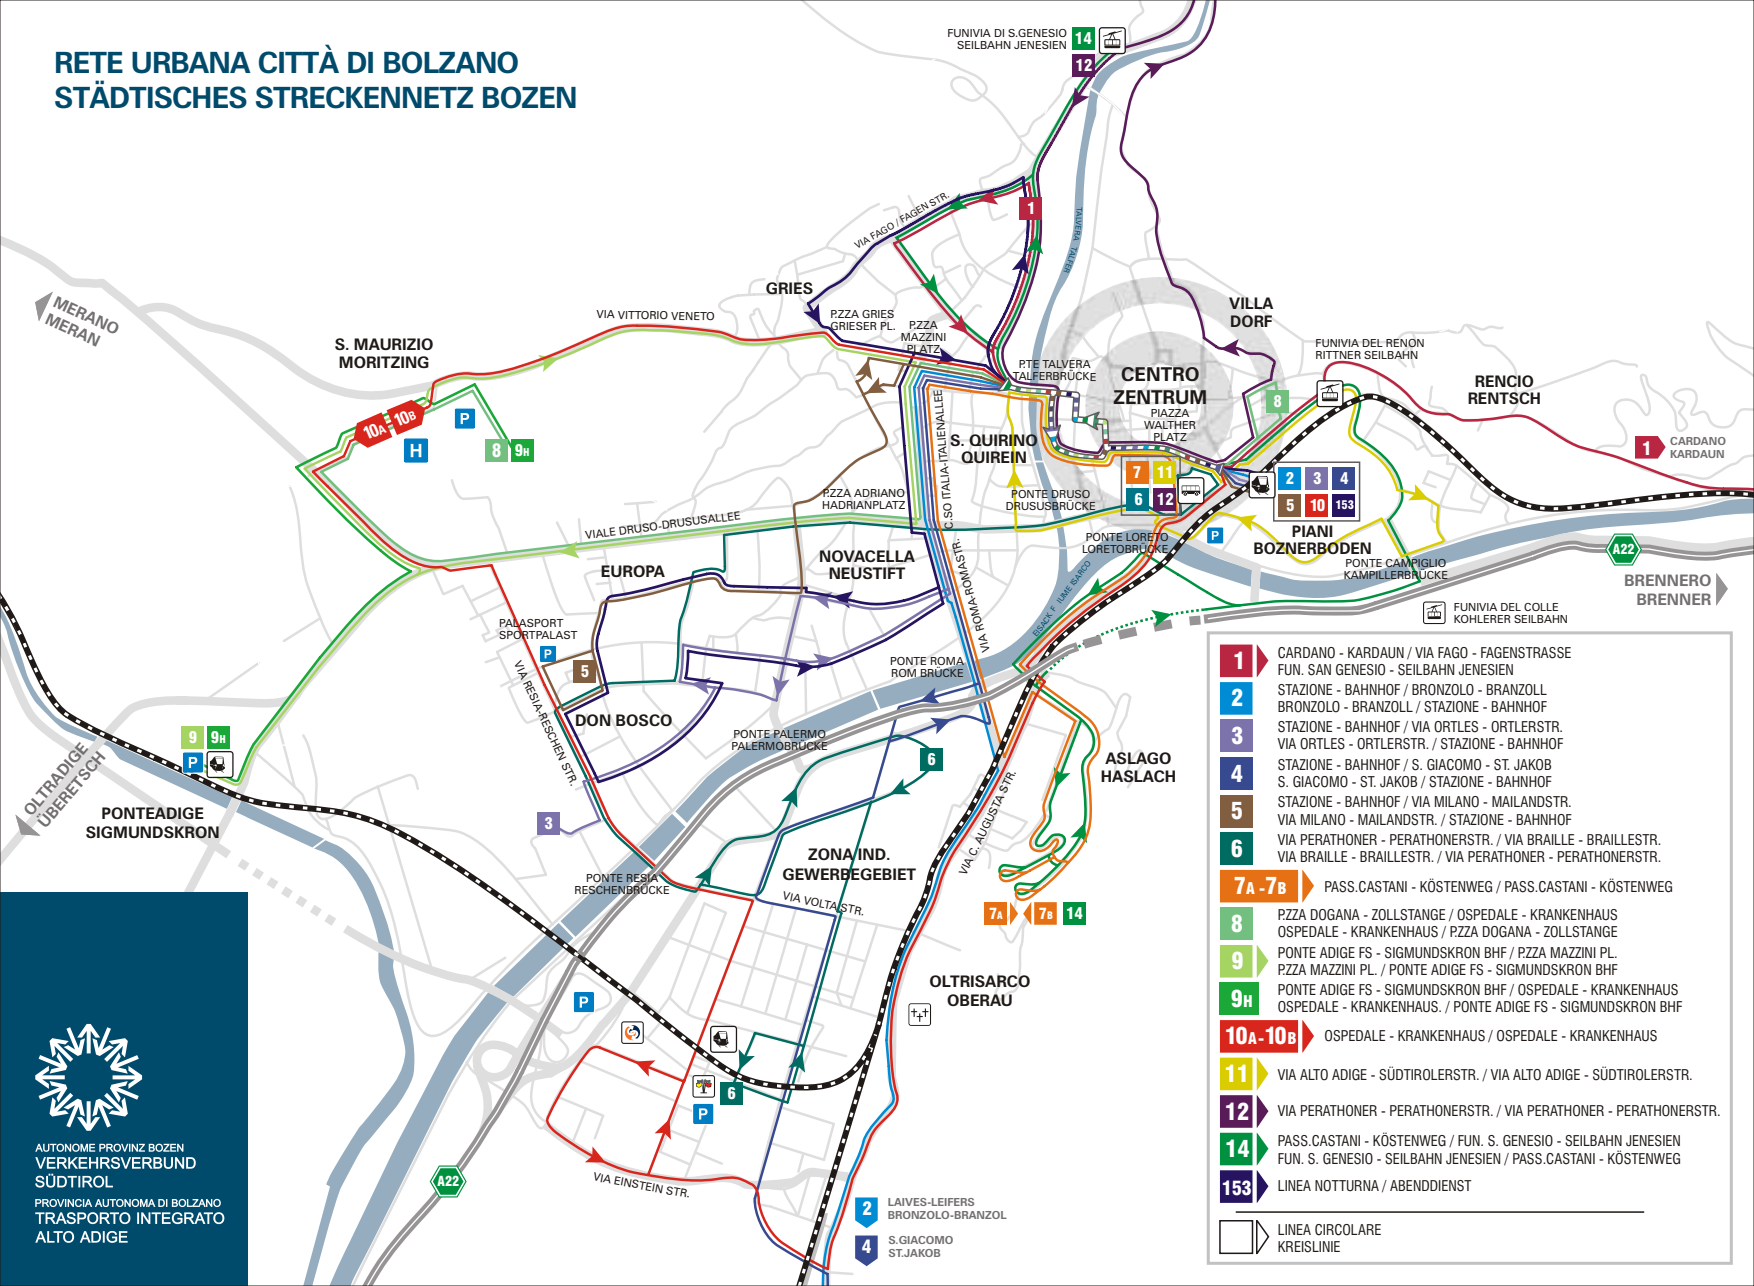 RETE URBANA CITTÀ DI BOLZANO
STÄDTISCHES STRECKENNETZ BOZEN
FUNIVIA DI S.GENESIO
SEILBAHN JENESIEN
14
12
1
VIA FAGO / FAGEN STR.
TALVERA TALFER
MERANO
MERAN
GRIES
VIA VITTORIO VENETO
P.ZZA GRIES
GRIESER PL.
P.ZZA
MAZZINI
PLATZ
S. MAURIZIO
MORITZING
10A
10B
P
H
8
9H
P.TE TALVERA
TALFERBRÜCKE
CENTRO
ZENTRUM
PIAZZA
WALTHER
PLATZ
VILLA
DORF
8
FUNIVIA DEL RENON
RITTNER SEILBAHN
RENCIO
RENTSCH
1
CARDANO
KARDAUN
S. QUIRINO
QUIREIN
C.SO ITALIA-ITALIENALLEE
7
11
6
12
2
3
4
5
10
153
PIANI
BOZNERBODEN
P
P.ZZA ADRIANO
HADRIANPLATZ
PONTE DRUSO
DRUSUSBRÜCKE
VIALE DRUSO-DRUSUSALLEE
PONTE LORETO
LORETOBRÜCKE
PONTE CAMPIGLIO
KAMPILLERBRÜCKE
A22
BRENNERO
BRENNER
EUROPA
NOVACELLA
NEUSTIFT
VIA ROMA-ROMASTR.
EISACK F IUME ISARCO
FUNIVIA DEL COLLE
KOHLERER SEILBAHN
PALASPORT
SPORTPALAST
P
5
VIA RESIA-RESCHEN STR.
DON BOSCO
PONTE ROMA
ROM BRÜCKE
PONTE PALERMO
PALERMOBRÜCKE
6
ASLAGO
HASLACH
9
9H
P
OLTRADIGE
ÜBERETSCH
PONTEADIGE
SIGMUNDSKRON
3
ZONA IND.
GEWERBEGEBIET
VIA C. AUGUSTA STR.
PONTE RESIA
RESCHENBRÜCKE
VIA VOLTA STR.
7A
7B
14
OLTRISARCO
OBERAU
P
6
P
VIA EINSTEIN STR.
A22
2
LAIVES-LEIFERS
BRONZOLO-BRANZOL
4
S.GIACOMO
ST.JAKOB
AUTONOME PROVINZ BOZEN
VERKEHRSVERBUND
SÜDTIROL
PROVINCIA AUTONOMA DI BOLZANO
TRASPORTO INTEGRATO
ALTO ADIGE
1
CARDANO - KARDAUN / VIA FAGO - FAGENSTRASSE
FUN. SAN GENESIO - SEILBAHN JENESIEN
2
STAZIONE - BAHNHOF / BRONZOLO - BRANZOLL
BRONZOLO - BRANZOLL / STAZIONE - BAHNHOF
3
STAZIONE - BAHNHOF / VIA ORTLES - ORTLERSTR.
VIA ORTLES - ORTLERSTR. / STAZIONE - BAHNHOF
4
STAZIONE - BAHNHOF / S. GIACOMO - ST. JAKOB
S. GIACOMO - ST. JAKOB / STAZIONE - BAHNHOF
5
STAZIONE - BAHNHOF / VIA MILANO - MAILANDSTR.
VIA MILANO - MAILANDSTR. / STAZIONE - BAHNHOF
6
VIA PERATHONER - PERATHONERSTR. / VIA BRAILLE - BRAILLESTR.
VIA BRAILLE - BRAILLESTR. / VIA PERATHONER - PERATHONERSTR.
7A -7B
PASS.CASTANI - KÖSTENWEG / PASS.CASTANI - KÖSTENWEG
8
P.ZZA DOGANA - ZOLLSTANGE / OSPEDALE - KRANKENHAUS
OSPEDALE - KRANKENHAUS / P.ZZA DOGANA - ZOLLSTANGE
9
PONTE ADIGE FS - SIGMUNDSKRON BHF / P.ZZA MAZZINI PL.
P.ZZA MAZZINI PL. / PONTE ADIGE FS - SIGMUNDSKRON BHF
9H
PONTE ADIGE FS - SIGMUNDSKRON BHF / OSPEDALE - KRANKENHAUS
OSPEDALE - KRANKENHAUS. / PONTE ADIGE FS - SIGMUNDSKRON BHF
10A-10B
OSPEDALE - KRANKENHAUS / OSPEDALE - KRANKENHAUS
11
VIA ALTO ADIGE - SÜDTIROLERSTR. / VIA ALTO ADIGE - SÜDTIROLERSTR.
12
VIA PERATHONER - PERATHONERSTR. / VIA PERATHONER - PERATHONERSTR.
14
PASS.CASTANI - KÖSTENWEG / FUN. S. GENESIO - SEILBAHN JENESIEN
FUN. S. GENESIO - SEILBAHN JENESIEN / PASS.CASTANI - KÖSTENWEG
153
LINEA NOTTURNA / ABENDDIENST
LINEA CIRCOLARE
KREISLINIE